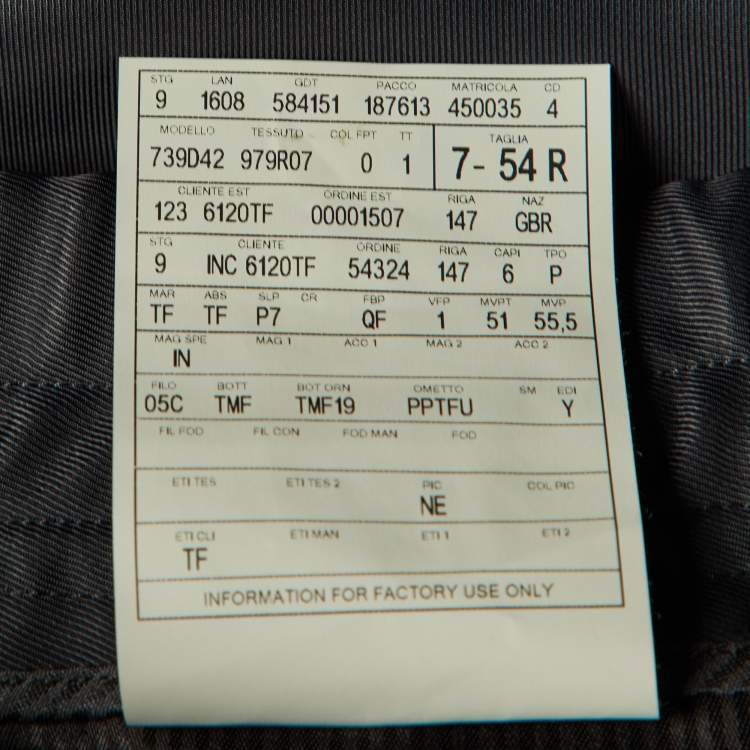 STG LAN GDT PACCO MATRICOLA CD
9 1608 584151 187613 450035 4
MODELLO TESSUTO COL FPT TT TAGLIA
739D42 979R07 0 1 7- 54 R
CLIENTE EST ORDINE EST RIGA NAZ
123 6120TF 00001507 147 GBR
STG CLIENTE ORDINE RIGA CAPI TPO
9 INC 6120TF 54324 147 6 P
MAR ABS SLP CR FBP VFP MVPT MVP
TF TF P7 QF 1 51 55,5
MAG SPE MAG 1 ACC 1 MAG 2 ACC 2
IN
FILO BOTT BOT ORN OMETTO SM EDI
05C TMF TMF19 PPTFU Y
FIL FOD FIL CON FOD MAN FOD
ETI TES ETI TES 2 PIC COL PIC
NE
ETI CLI ETI MAN ETI 1 ETI 2
TF
INFORMATION FOR FACTORY USE ONLY